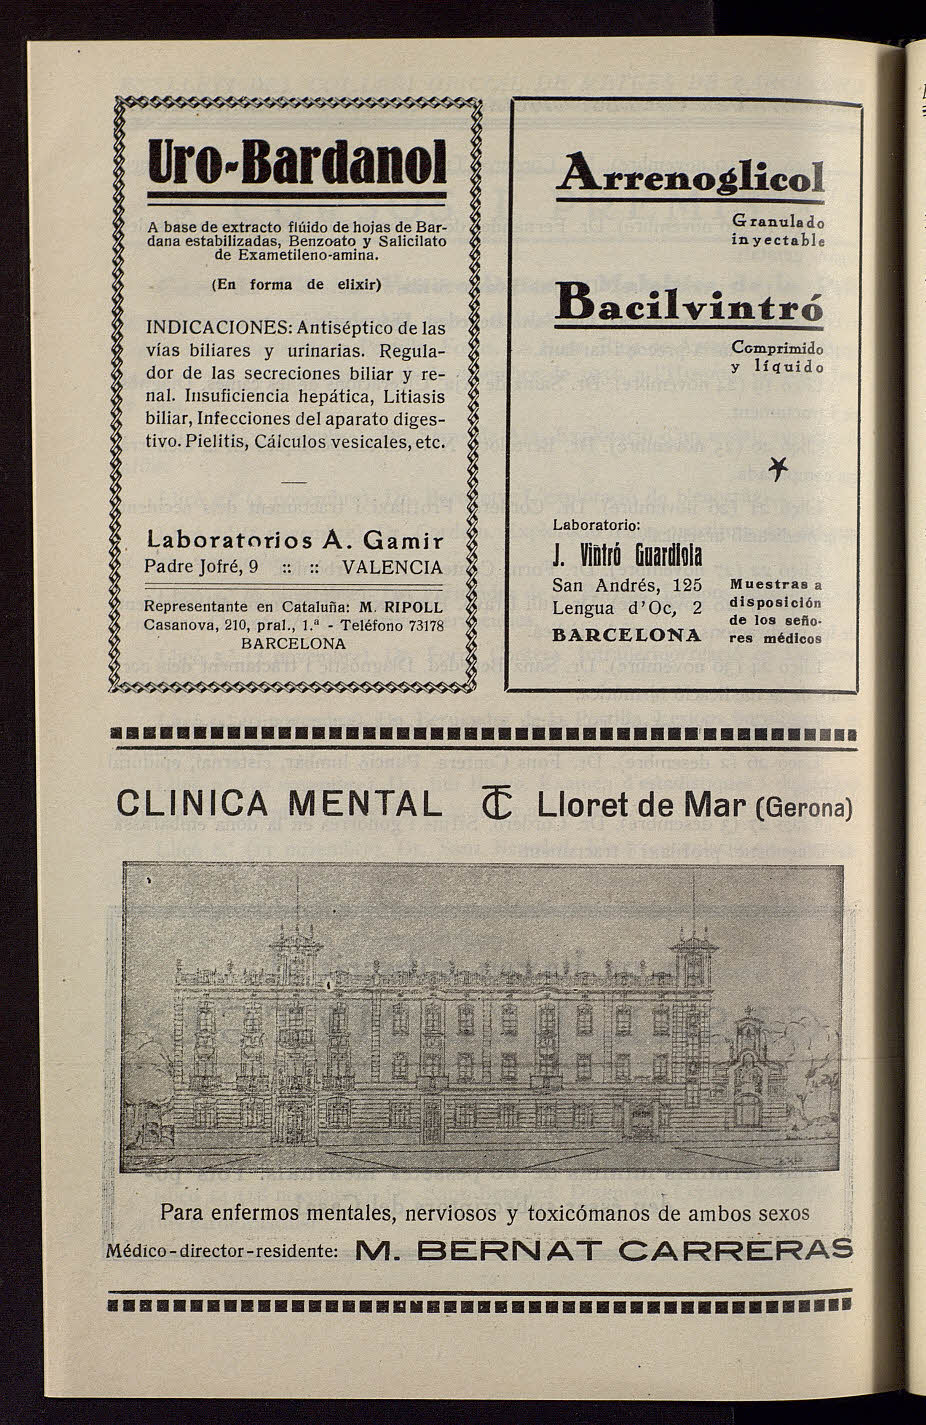 Uro-Bardanol
A base de extracto flúido de hojas de Bar-
dana estabilizadas, Benzoato y Salicilato
de Exametileno-amina.
(En forma de elixir)
INDICACIONES: Antiséptico de las
vías biliares y urinarias. Regula-
dor de las secreciones biliar y re-
nal. Insuficiencia hepática, Litiasis
biliar, Infecciones del aparato diges-
tivo. Pielitis, Cálculos vesicales, etc.
Laboratorios A. Gamir
Padre Jofré, 9 :: :: VALENCIA
Representante en Cataluña: M. RIPOLL
Casanova, 210, pral., 1.ª - Teléfono 73178
BARCELONA
Arrenoglicol
Granulado
inyectable
Bacilvintró
Comprimido
y líquido
Laboratorio:
J. Vintró Guardiola
San Andrés, 125
Lengua d'Oc, 2
BARCELONA
Muestras a
disposición
de los seño-
res médicos
CLINICA MENTAL Lloret de Mar (Gerona)
Para enfermos mentales, nerviosos y toxicómanos de ambos sexos
Médico-director-residente: M. BERNAT CARRERAS